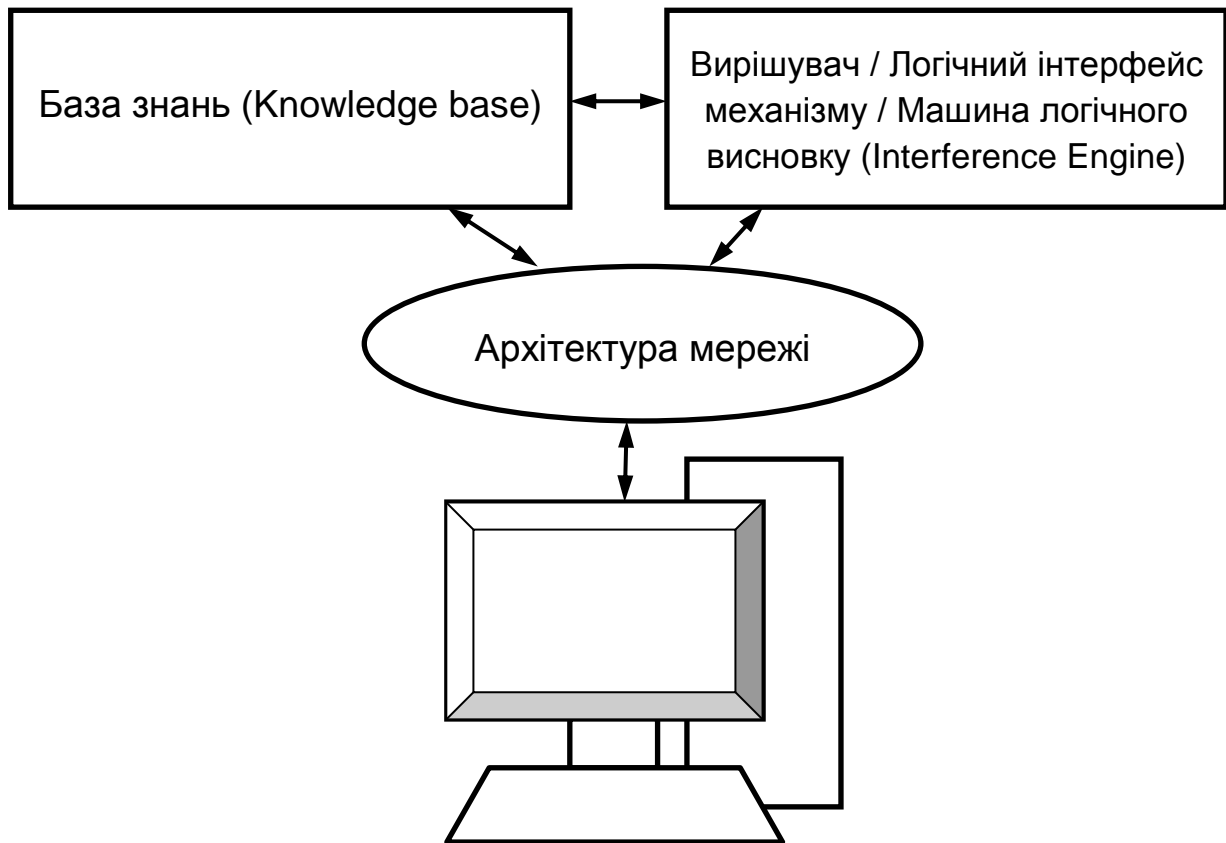 База знань (Knowledge base)
Вирішувач / Логічний інтерфейс
механізму / Машина логічного
висновку (Interference Engine)
Архітектура мережі